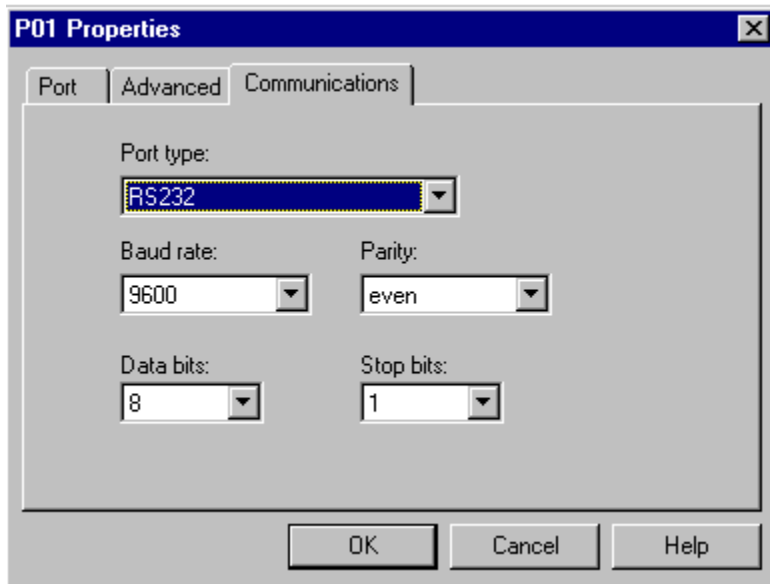 P01 Properties
Port Advanced Communications
Port type:
RS232
Baud rate: Parity:
9600 even
Data bits: Stop bits:
8 1
OK Cancel Help